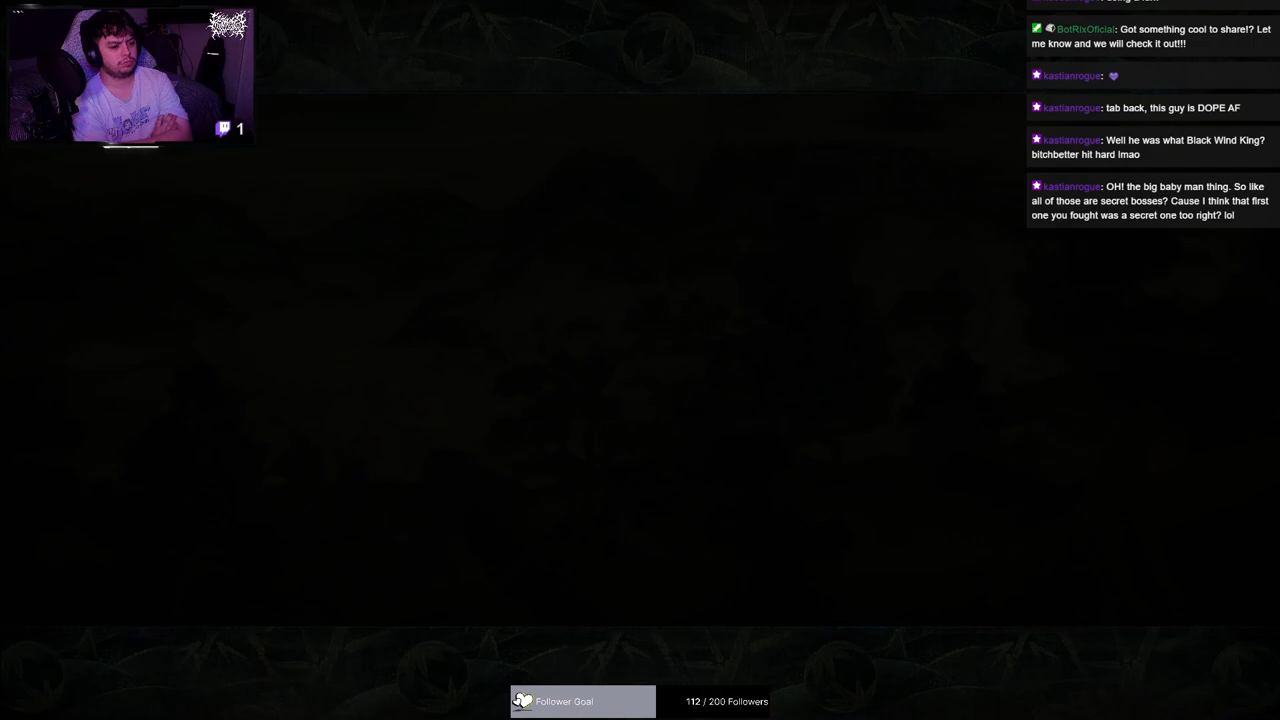 1
BotRixOficial: Got something cool to share!? Let
me know and we will check it out!!!
kastianrogue:
kastianrogue: tab back, this guy is DOPE AF
kastianrogue: Well he was what Black Wind King?
bitchbetter hit hard lmao
kastianrogue: OH! the big baby man thing. So like
all of those are secret bosses? Cause I think that first
one you fought was a secret one too right? lol
Follower Goal
112 / 200 Followers